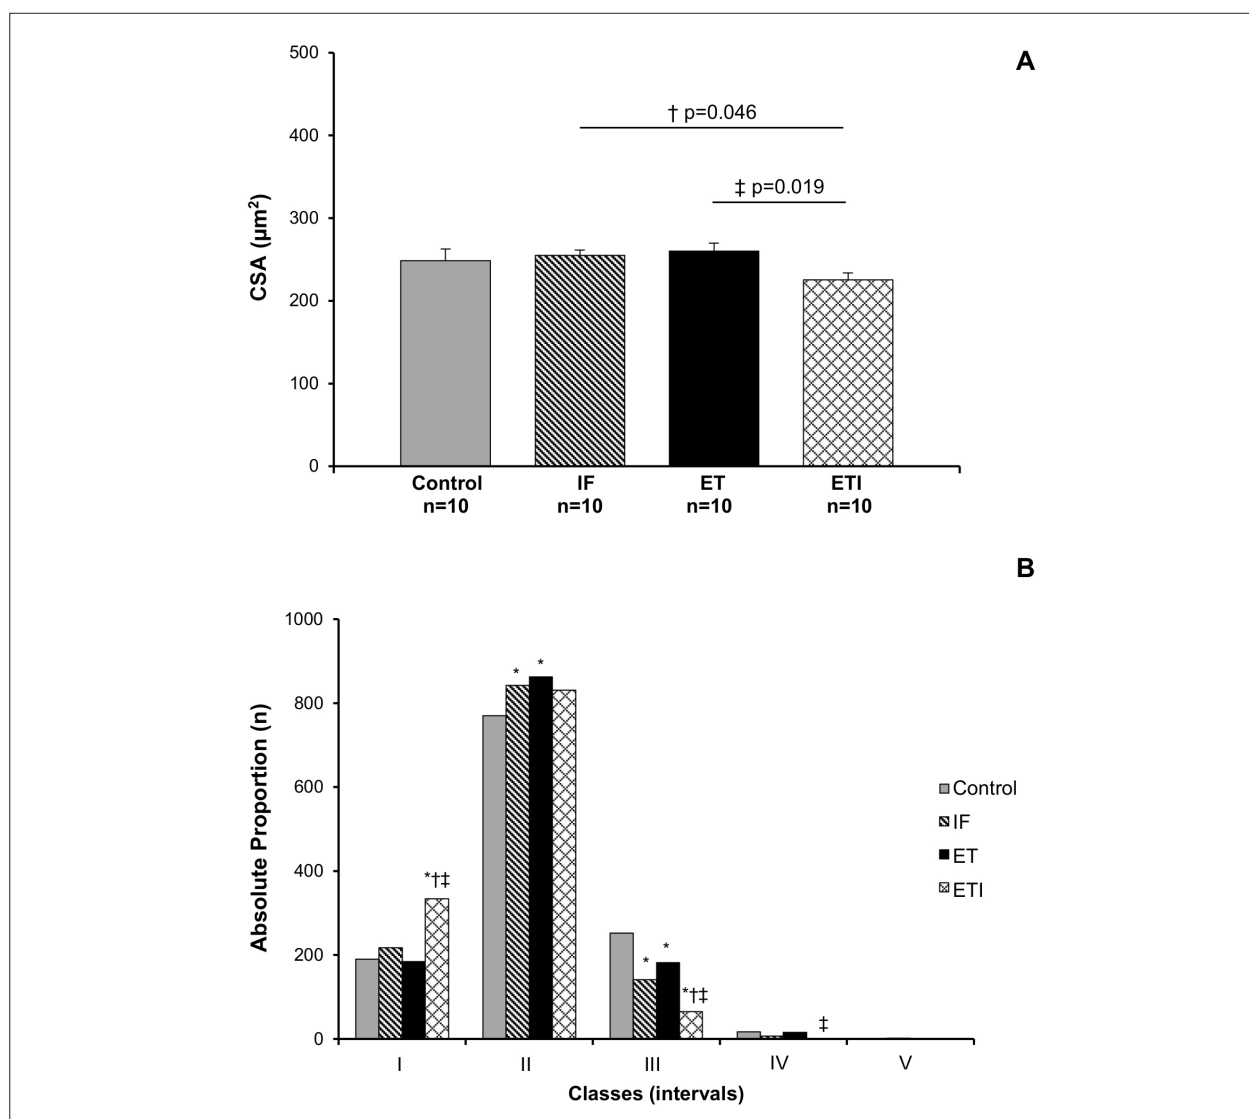 A
500
400
300
200
100
0
CSA (µm²)
† p=0.046
‡ p=0.019
Control IF ET ETI
n=10 n=10 n=10 n=10
B
1000
800
600
400
200
0
Absolute Proportion (n)
*†‡
* *
* *
*†‡
‡
I II III IV V
Classes (intervals)
Control
IF
ET
ETI